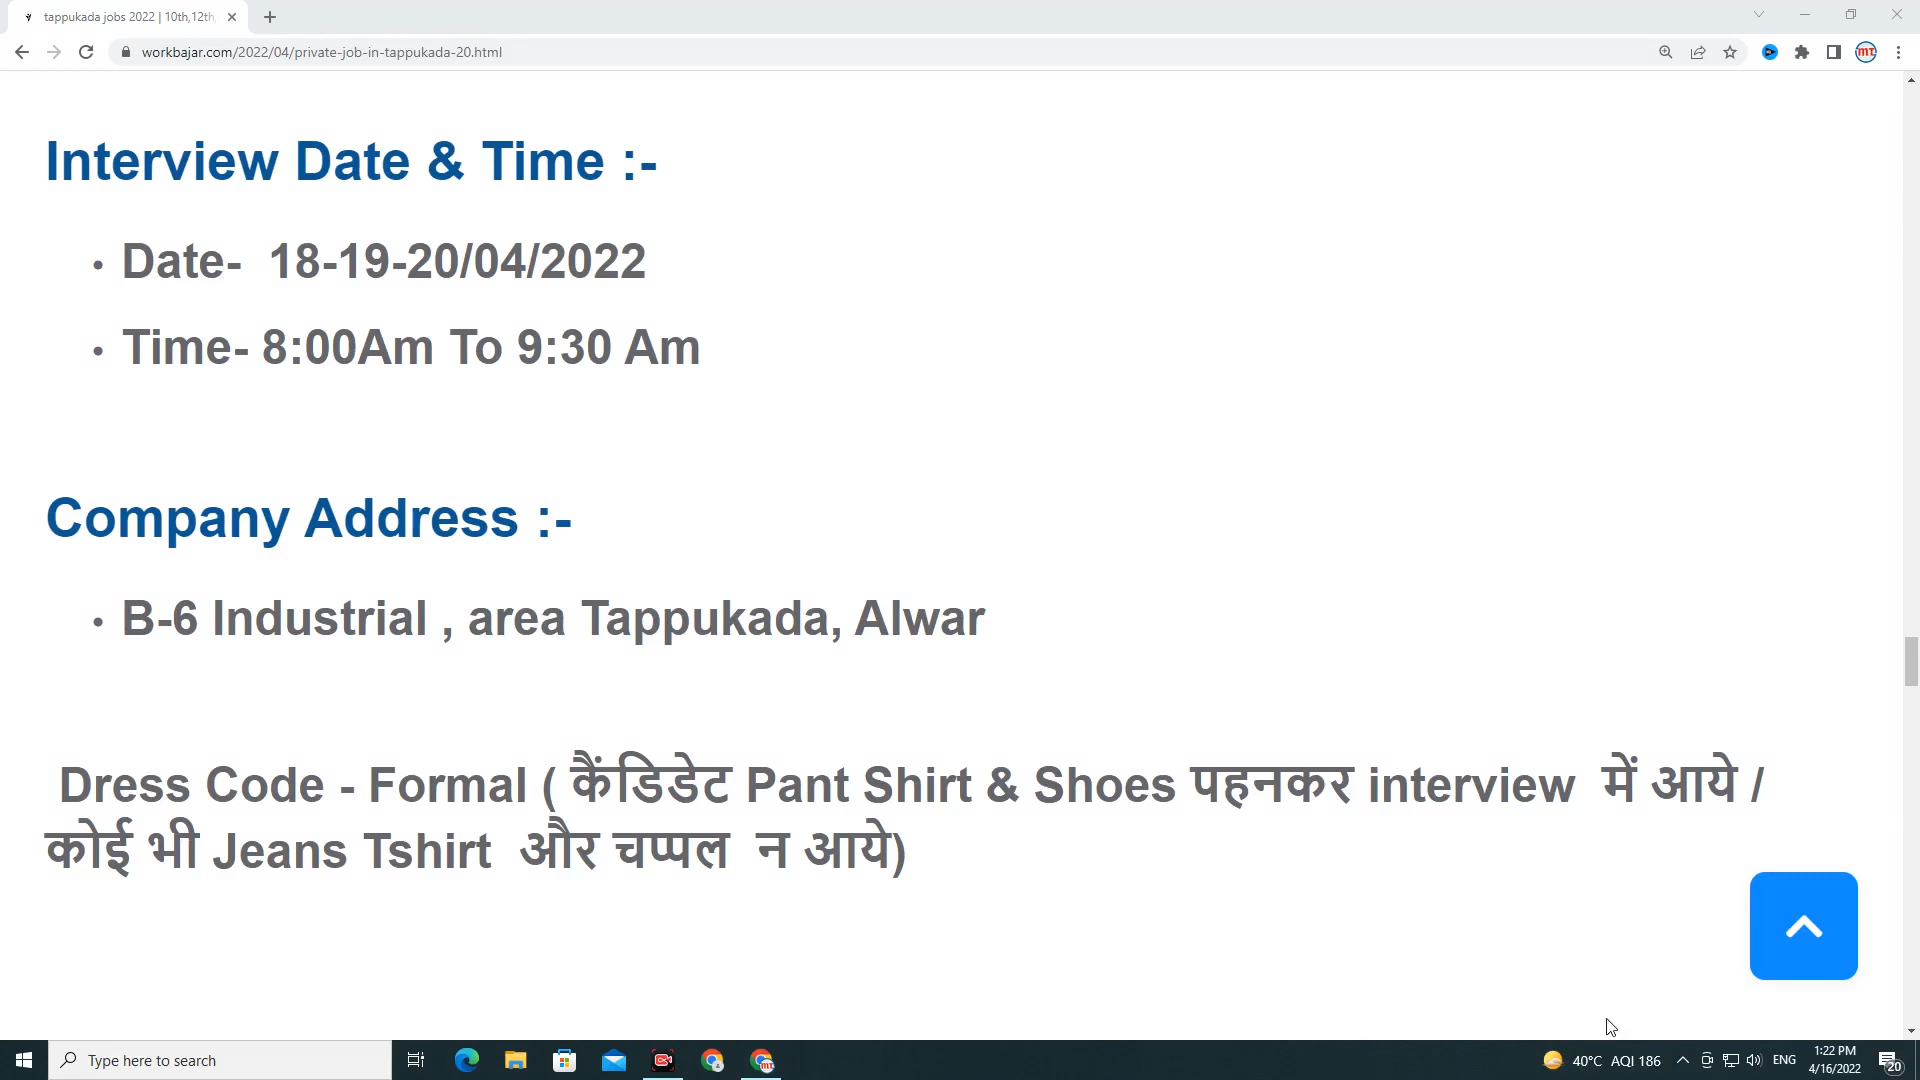 tappukada jobs 2022 | 10th,12th,
workbajar.com/2022/04/private-job-in-tappukada-20.html
Interview Date & Time :-
• Date- 18-19-20/04/2022
• Time- 8:00Am To 9:30 Am
Company Address :-
• B-6 Industrial , area Tappukada, Alwar
Dress Code - Formal ( कैंडिडेट Pant Shirt & Shoes पहनकर interview में आये /
कोई भी Jeans Tshirt और चप्पल न आये)
Type here to search
40°C AQI 186
ENG
1:22 PM
4/16/2022
20